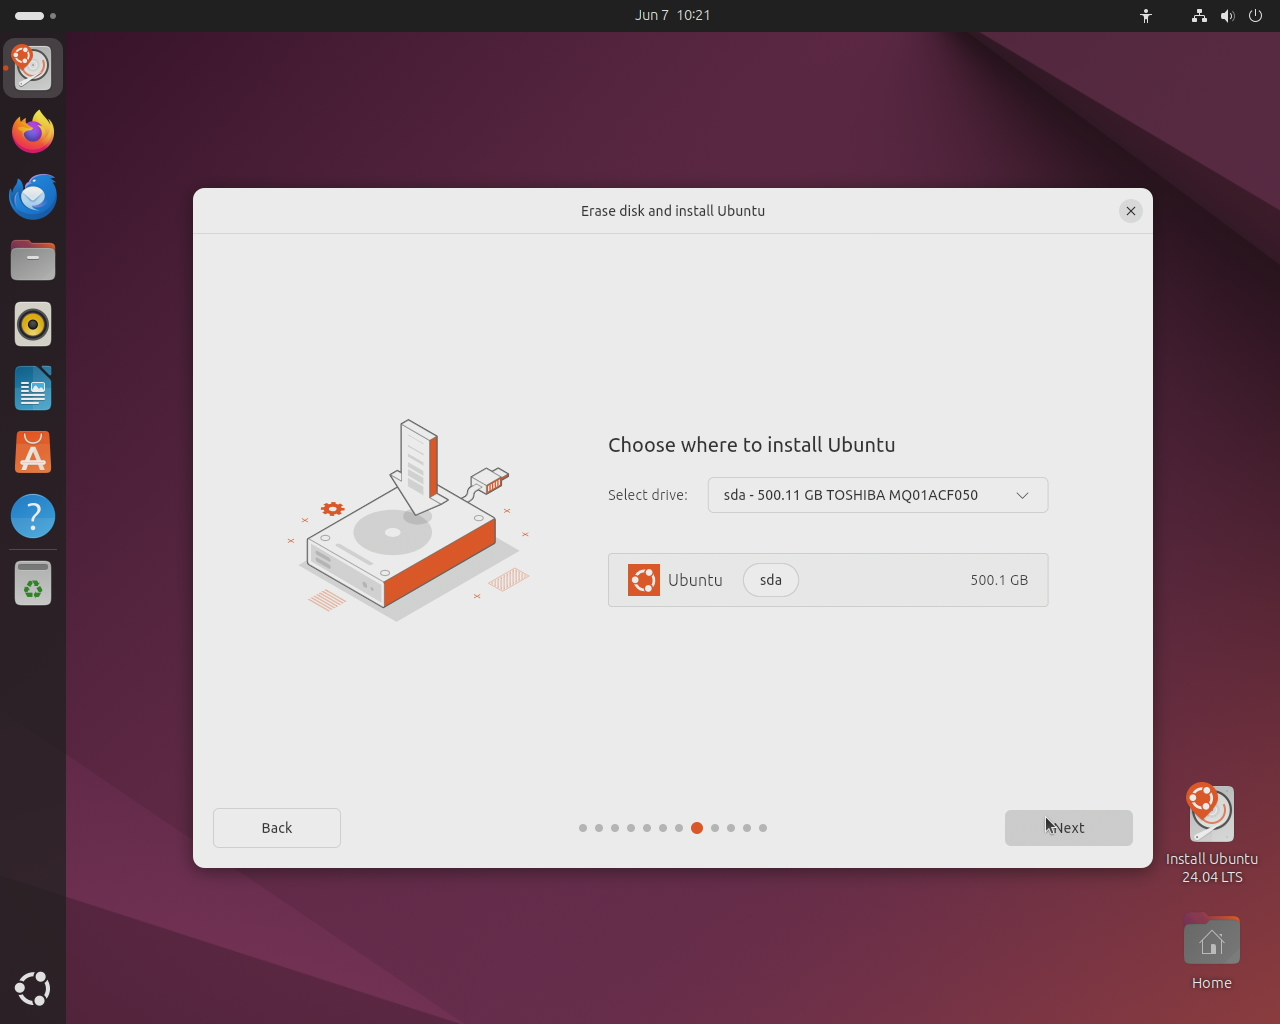 Jun 7 10:21
Erase disk and install Ubuntu
Choose where to install Ubuntu
Select drive: sda - 500.11 GB TOSHIBA MQ01ACF050
Ubuntu sda 500.1 GB
Back Next
Install Ubuntu
24.04 LTS
Home